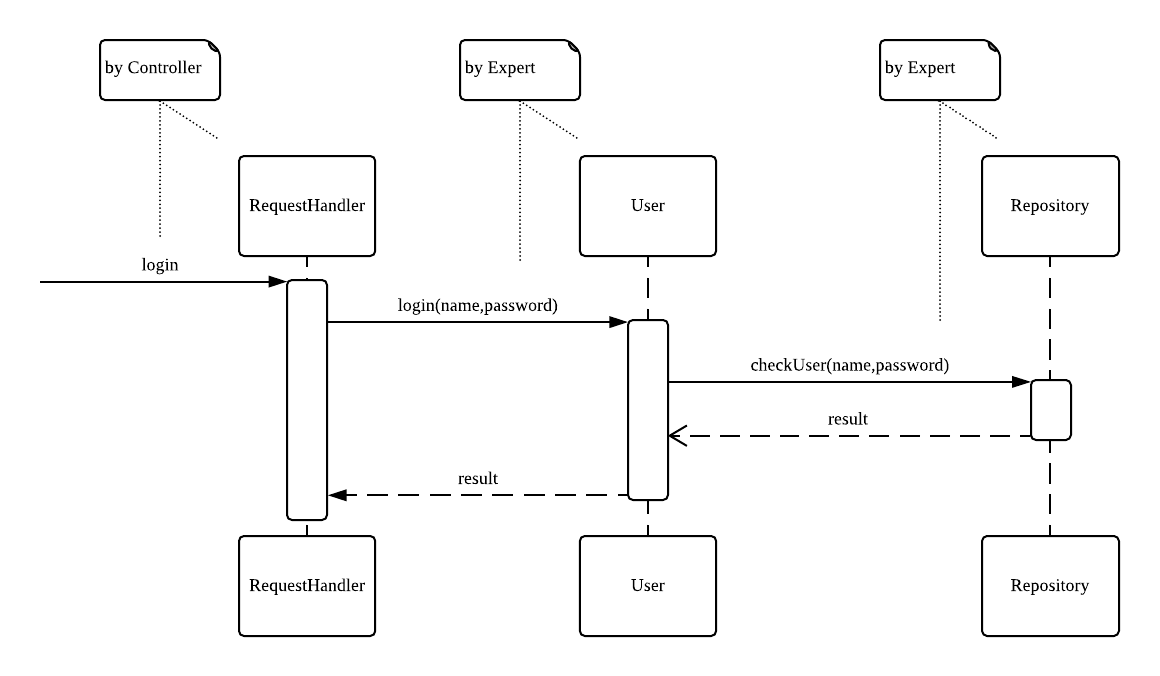 by Controller
by Expert
by Expert
RequestHandler
User
Repository
login
login(name,password)
checkUser(name,password)
result
result
RequestHandler
User
Repository